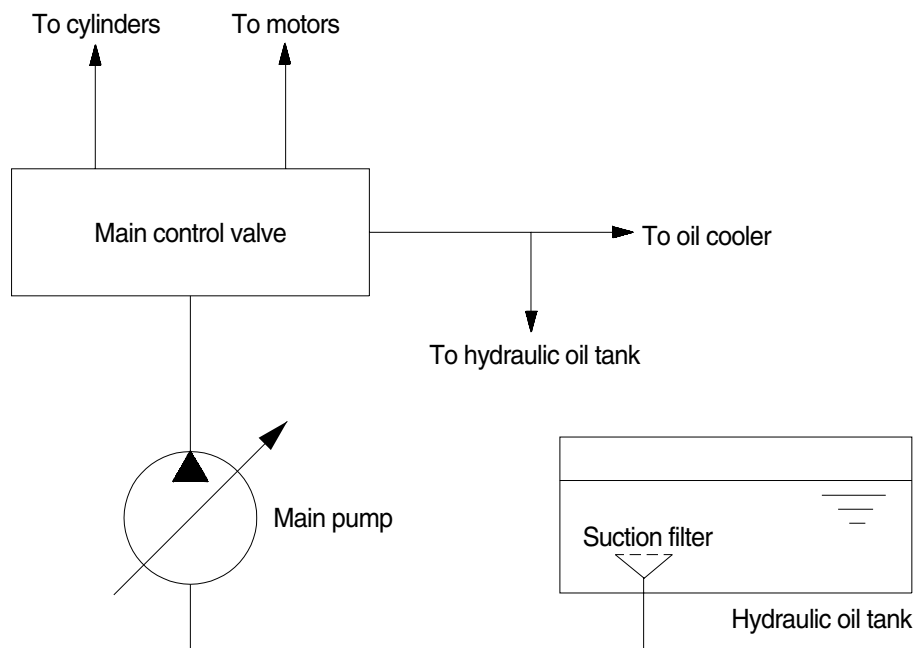 To cylinders
To motors
Main control valve
To oil cooler
To hydraulic oil tank
Main pump
Suction filter
Hydraulic oil tank